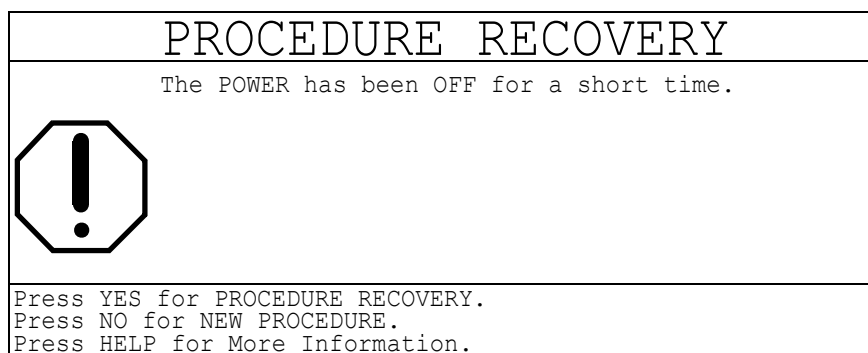 PROCEDURE RECOVERY
The POWER has been OFF for a short time.
Press YES for PROCEDURE RECOVERY.
Press NO for NEW PROCEDURE.
Press HELP for More Information.